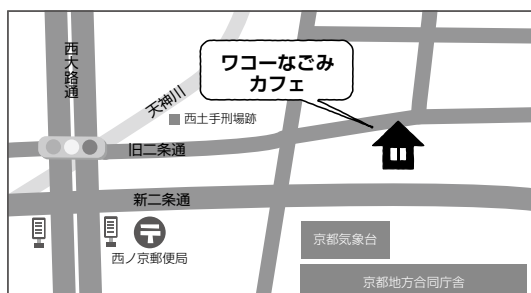 西大路通
天神川
ワコーなごみ
カフェ
西土手刑場跡
旧二条通
新二条通
西ノ京郵便局
京都気象台
京都地方合同庁舎